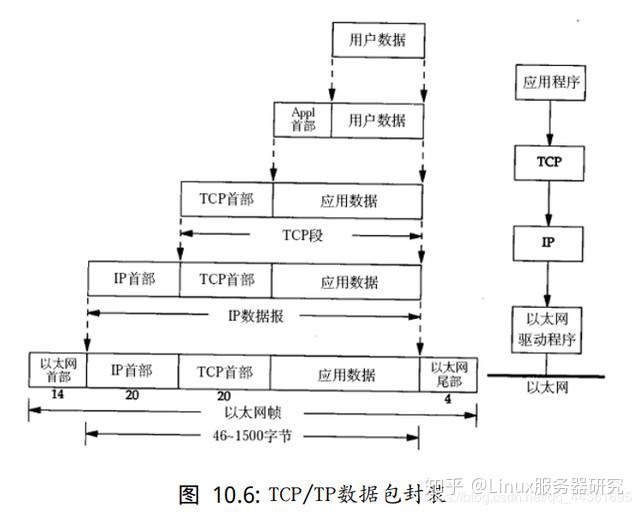 用户数据
应用程序
Appl
首部
用户数据
TCP
TCP首部
应用数据
TCP段
IP
IP首部
TCP首部
应用数据
IP数据报
以太网
驱动程序
以太网
首部
IP首部
TCP首部
应用数据
以太网
尾部
以太网
14
20
20
4
以太网帧
46~1500字节
图 10.6: TCP/TP数据包封装
知乎 @Linux服务器研究